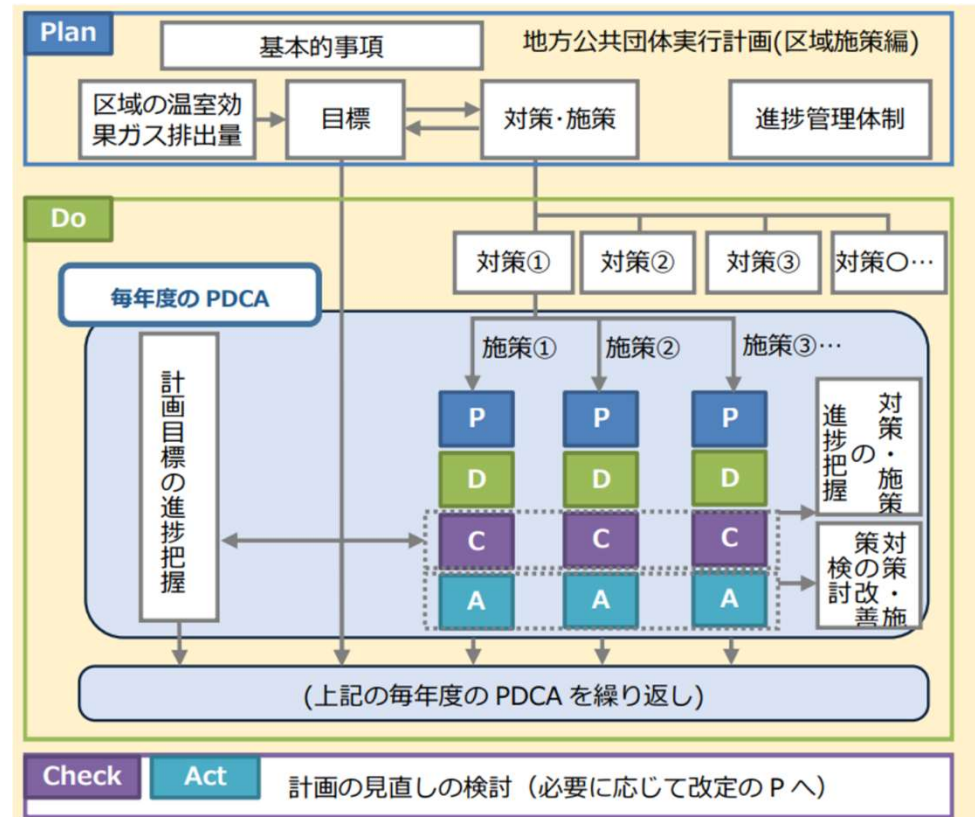 Plan
基本的事項
地方公共団体実行計画(区域施策編)
区域の温室効
果ガス排出量
目標
対策・施策
進捗管理体制
Do
対策①
対策②
対策③
対策〇…
毎年度の PDCA
施策①
施策②
施策③…
計画目標の進捗把握
P
P
P
D
D
D
C
C
C
A
A
A
対策・施策
の
進捗把握
対策・施
策の改善
検討
(上記の毎年度の PDCA を繰り返し)
Check
Act
計画の見直しの検討（必要に応じて改定の P へ）